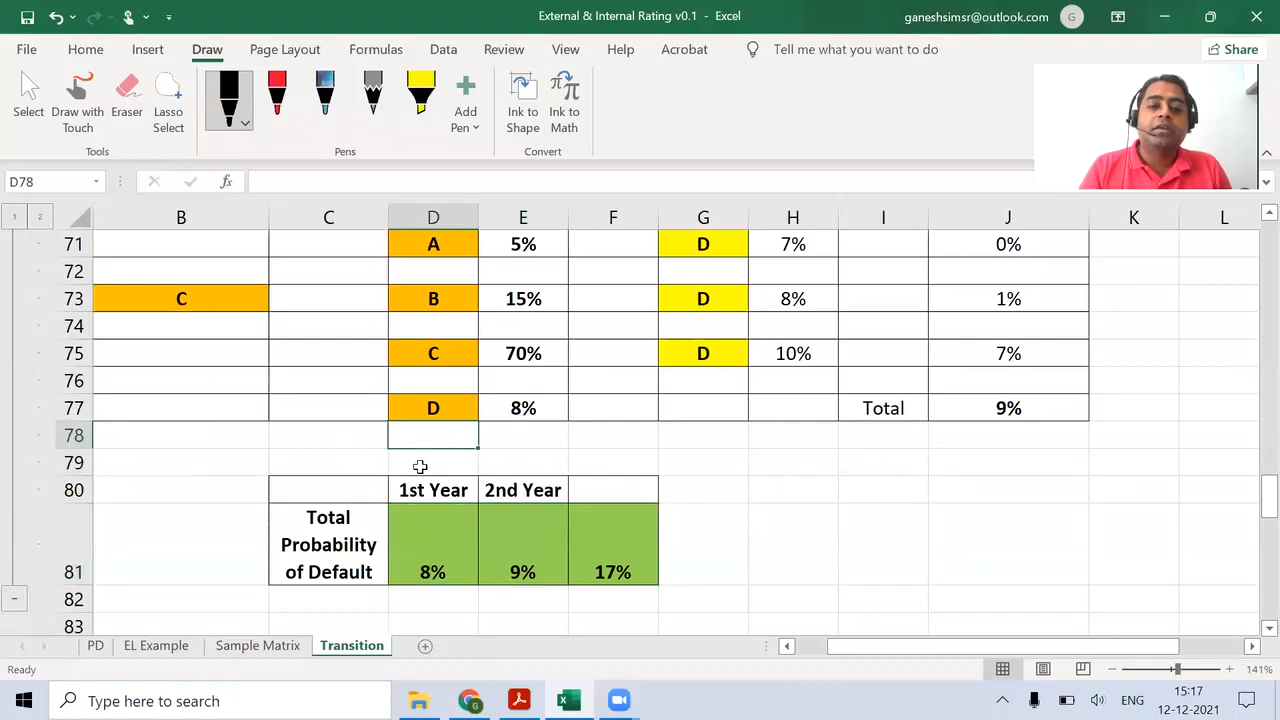 External & Internal Rating v0.1 - Excel
ganeshsimsr@outlook.com
G
File Home Insert Draw Page Layout Formulas Data Review View Help Acrobat Tell me what you want to do Share
Select
Draw with Touch
Eraser
Lasso Select
Add Pen
Ink to Shape
Ink to Math
Tools Pens Convert
D78 fx
1 2 B C D E F G H I J K L
71 A 5% D 7% 0%
72
73 C B 15% D 8% 1%
74
75 C 70% D 10% 7%
76
77 D 8% Total 9%
78
79
80 1st Year 2nd Year
Total
Probability
81 of Default 8% 9% 17%
82
83
PD EL Example Sample Matrix Transition
Ready 141%
Type here to search ENG 15:17
12-12-2021